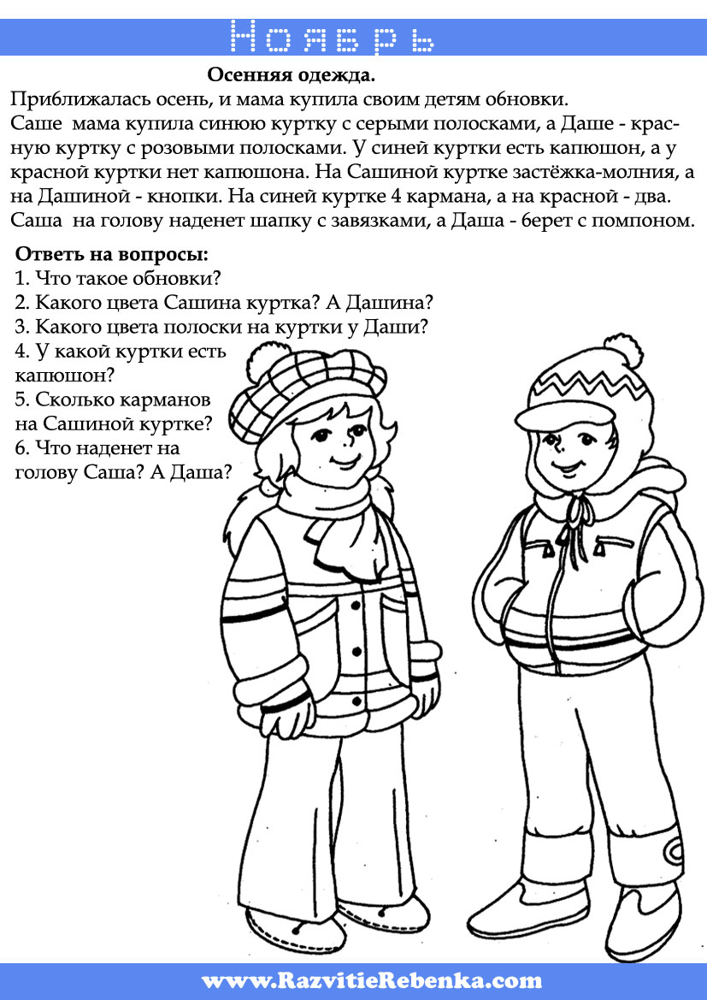 Ноябрь
Осенняя одежда.
Приближалась осень, и мама купила своим детям обновки.
Саше мама купила синюю куртку с серыми полосками, а Даше - крас-
ную куртку с розовыми полосками. У синей куртки есть капюшон, а у
красной куртки нет капюшона. На Сашиной куртке застёжка-молния, а
на Дашиной - кнопки. На синей куртке 4 кармана, а на красной - два.
Саша на голову наденет шапку с завязками, а Даша - берет с помпоном.
Ответь на вопросы:
1. Что такое обновки?
2. Какого цвета Сашина куртка? А Дашина?
3. Какого цвета полоски на куртки у Даши?
4. У какой куртки есть
капюшон?
5. Сколько карманов
на Сашиной куртке?
6. Что наденет на
голову Саша? А Даша?
www.RazvitieRebenka.com